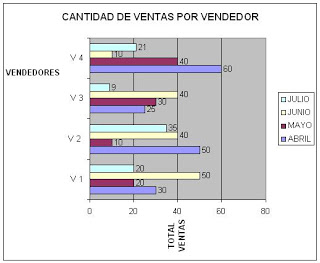 CANTIDAD DE VENTAS POR VENDEDOR
VENDEDORES
V 4
21
10
40
60
V 3
9
40
30
25
V 2
35
40
10
50
V 1
20
50
20
30
0
20
40
60
80
TOTAL
VENTAS
JULIO
JUNIO
MAYO
ABRIL